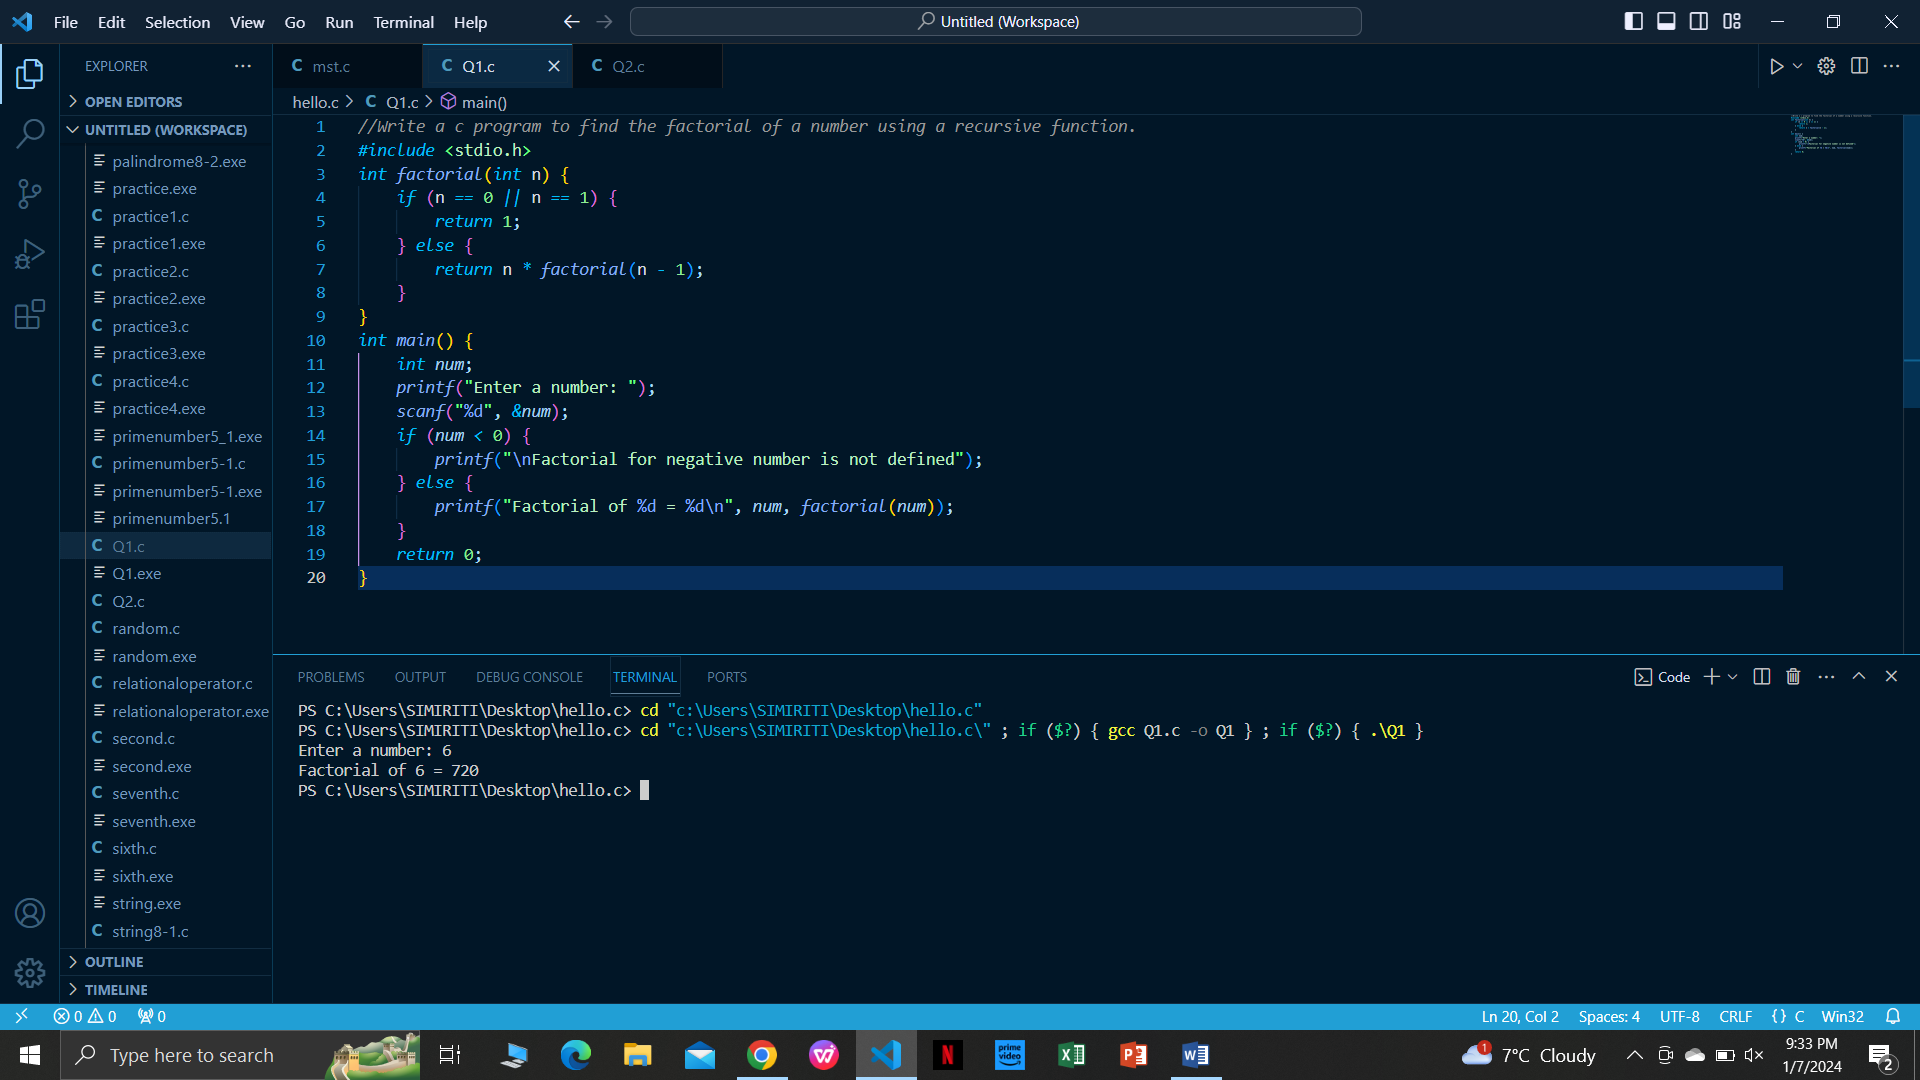 File Edit Selection View Go Run Terminal Help
Untitled (Workspace)
EXPLORER
OPEN EDITORS
UNTITLED (WORKSPACE)
palindrome8-2.exe
practice.exe
C practice1.c
practice1.exe
C practice2.c
practice2.exe
C practice3.c
practice3.exe
C practice4.c
practice4.exe
primenumber5_1.exe
C primenumber5-1.c
primenumber5-1.exe
primenumber5.1
C Q1.c
Q1.exe
C Q2.c
C random.c
random.exe
C relationaloperator.c
relationaloperator.exe
C second.c
second.exe
C seventh.c
seventh.exe
C sixth.c
sixth.exe
string.exe
C string8-1.c
OUTLINE
TIMELINE
C mst.c C Q1.c C Q2.c
hello.c > C Q1.c > main()
1 //Write a c program to find the factorial of a number using a recursive function.
2 #include <stdio.h>
3 int factorial(int n) {
4 if (n == 0 || n == 1) {
5 return 1;
6 } else {
7 return n * factorial(n - 1);
8 }
9 }
10 int main() {
11 int num;
12 printf("Enter a number: ");
13 scanf("%d", &num);
14 if (num < 0) {
15 printf("\nFactorial for negative number is not defined");
16 } else {
17 printf("Factorial of %d = %d\n", num, factorial(num));
18 }
19 return 0;
20 }
PROBLEMS OUTPUT DEBUG CONSOLE TERMINAL PORTS
Code
PS C:\Users\SIMIRITI\Desktop\hello.c> cd "c:\Users\SIMIRITI\Desktop\hello.c"
PS C:\Users\SIMIRITI\Desktop\hello.c> cd "c:\Users\SIMIRITI\Desktop\hello.c\" ; if ($?) { gcc Q1.c -o Q1 } ; if ($?) { .\Q1 }
Enter a number: 6
Factorial of 6 = 720
PS C:\Users\SIMIRITI\Desktop\hello.c>
0 0 0
Ln 20, Col 2 Spaces: 4 UTF-8 CRLF {} C Win32
Type here to search
prime video
1
7°C Cloudy
9:33 PM
1/7/2024
2